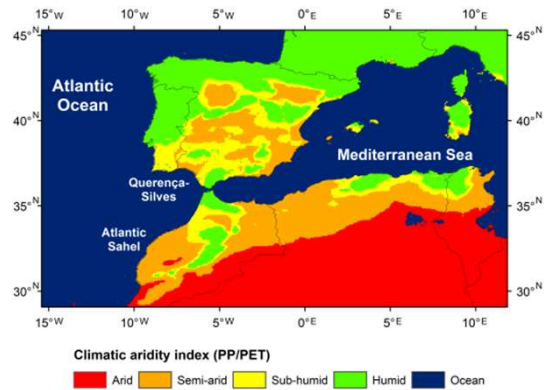 15°W 10°W 5°W 0°E 5°E 10°E
45°N 45°N
Atlantic
Ocean
40°N 40°N
Mediterranean Sea
Querença-
Silves
35°N 35°N
Atlantic
Sahel
30°N 30°N
15°W 10°W 5°W 0°E 5°E 10°E
Climatic aridity index (PP/PET)
Arid Semi-arid Sub-humid Humid Ocean